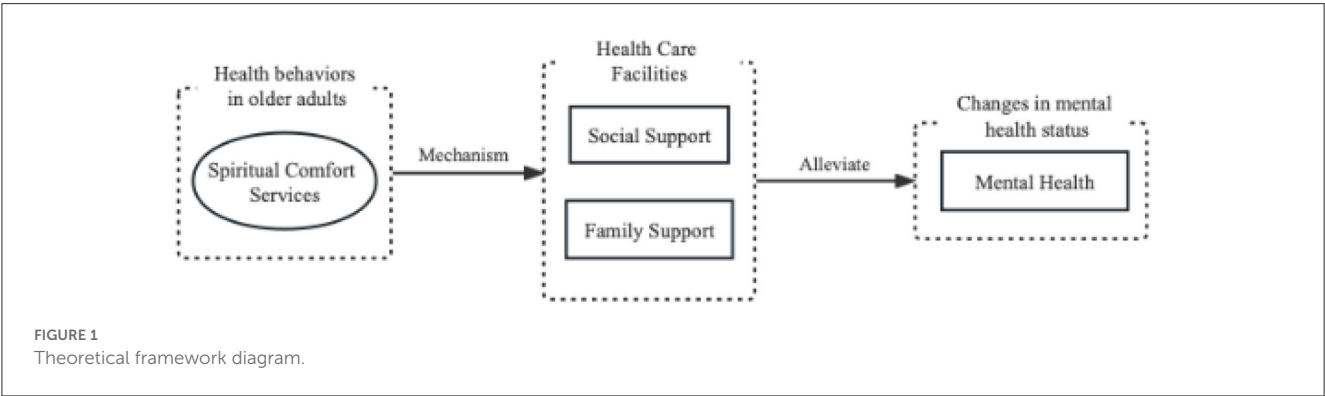 Health behaviors
in older adults
Spiritual Comfort
Services
Mechanism
Health Care
Facilities
Social Support
Family Support
Alleviate
Changes in mental
health status
Mental Health
FIGURE 1
Theoretical framework diagram.